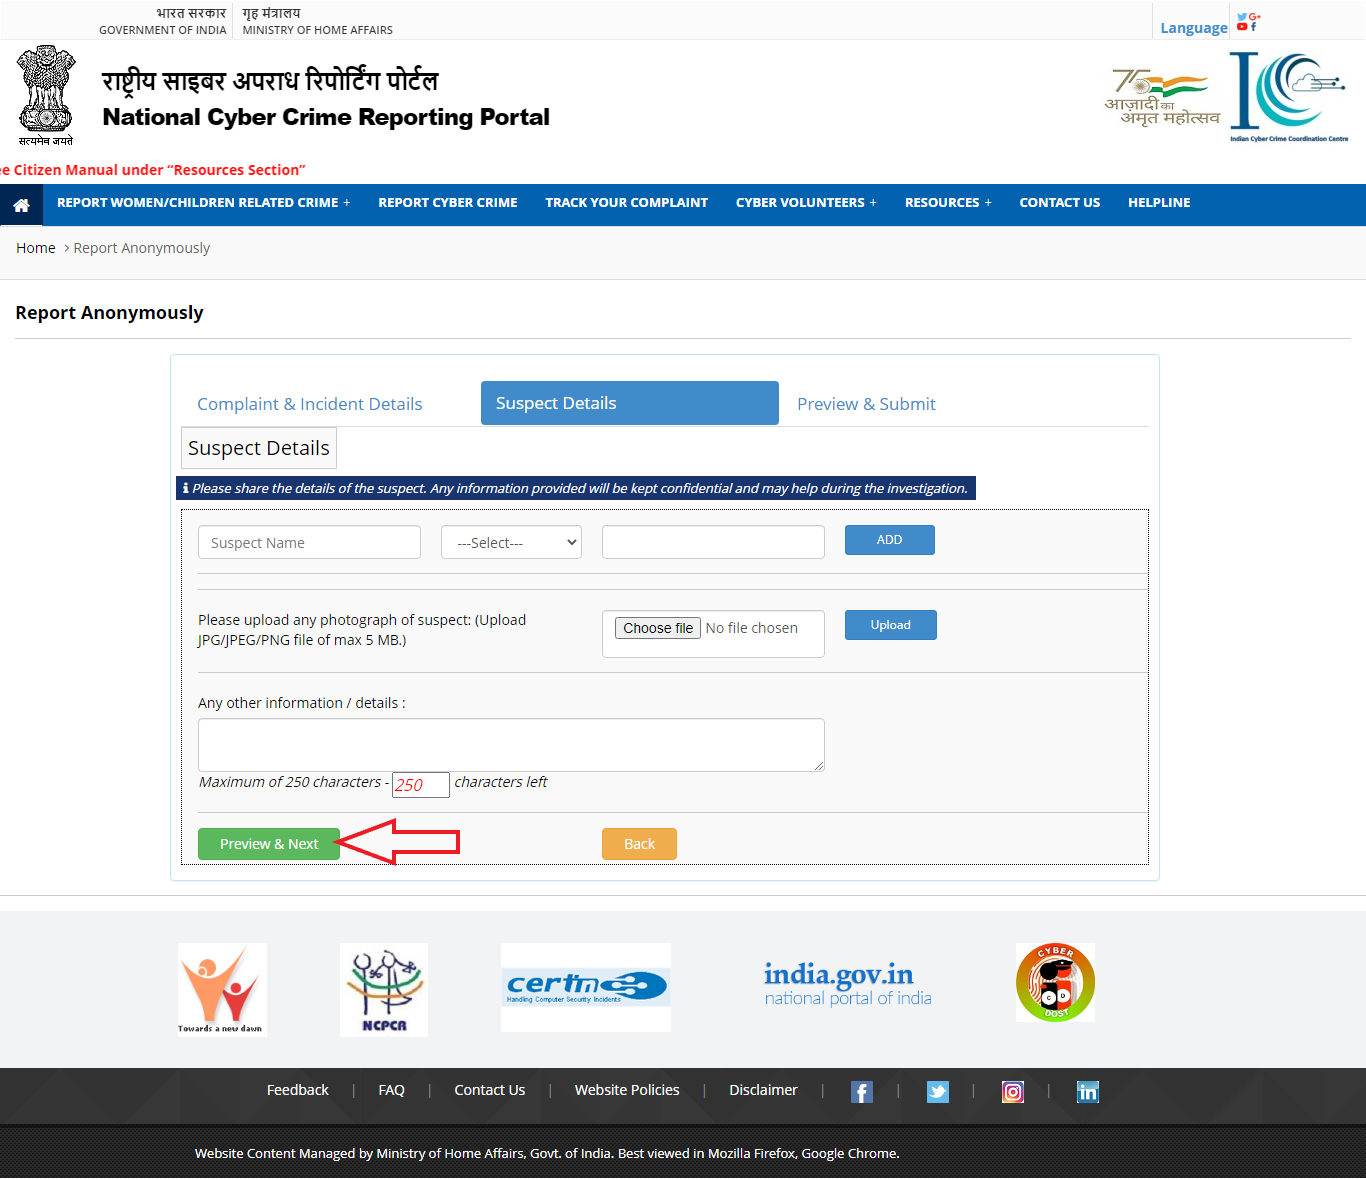 भारत सरकार गृह मंत्रालय
GOVERNMENT OF INDIA MINISTRY OF HOME AFFAIRS
Language
सत्यमेव जयते
राष्ट्रीय साइबर अपराध रिपोर्टिंग पोर्टल
National Cyber Crime Reporting Portal
75
आज़ादी का
अमृत महोत्सव
Indian Cyber Crime Coordination Centre
ee Citizen Manual under “Resources Section”
REPORT WOMEN/CHILDREN RELATED CRIME + REPORT CYBER CRIME TRACK YOUR COMPLAINT CYBER VOLUNTEERS + RESOURCES + CONTACT US HELPLINE
Home › Report Anonymously
Report Anonymously
Complaint & Incident Details Suspect Details Preview & Submit
Suspect Details
Please share the details of the suspect. Any information provided will be kept confidential and may help during the investigation.
Suspect Name ---Select--- ADD
Please upload any photograph of suspect: (Upload
JPG/JPEG/PNG file of max 5 MB.)
Choose file No file chosen Upload
Any other information / details :
Maximum of 250 characters - 250 characters left
Preview & Next Back
Towards a new dawn
NCPCR
certin
Handling Computer Security Incidents
india.gov.in
national portal of india
CYBER
C D
DOST
Feedback | FAQ | Contact Us | Website Policies | Disclaimer | | | |
Website Content Managed by Ministry of Home Affairs, Govt. of India. Best viewed in Mozilla Firefox, Google Chrome.